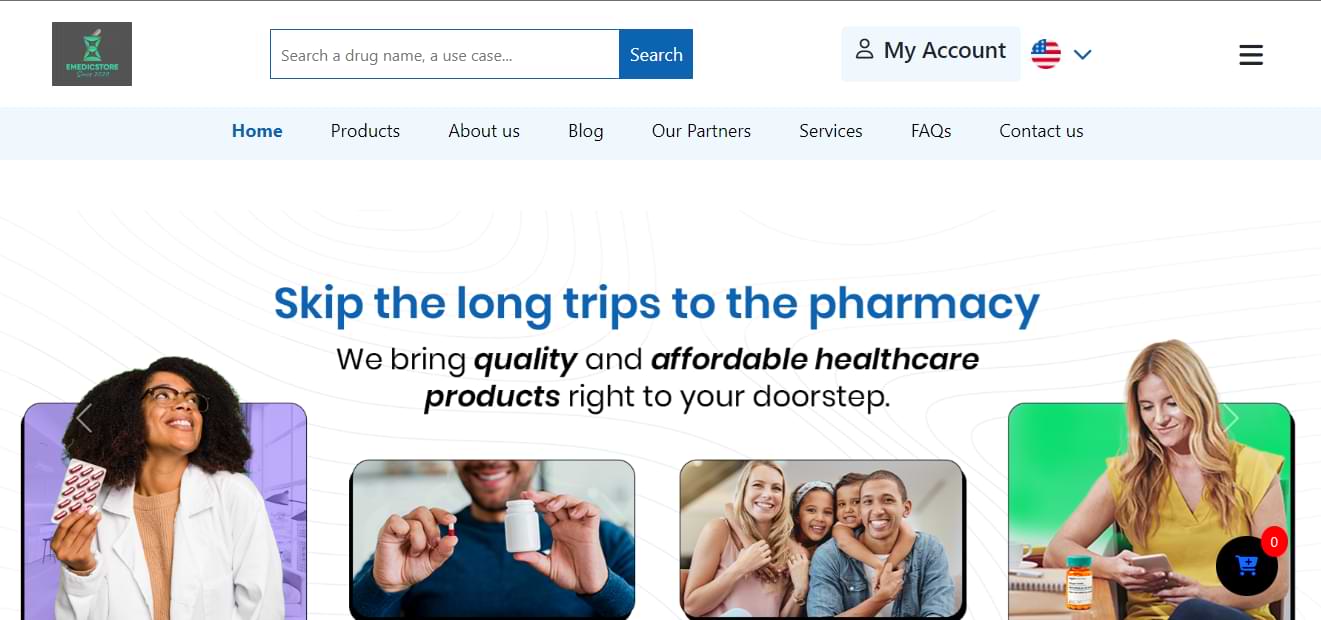 EMEDICSTORE
Since 2020
Search a drug name, a use case...
Search
My Account
Home
Products
About us
Blog
Our Partners
Services
FAQs
Contact us
Skip the long trips to the pharmacy
We bring quality and affordable healthcare
products right to your doorstep.
0